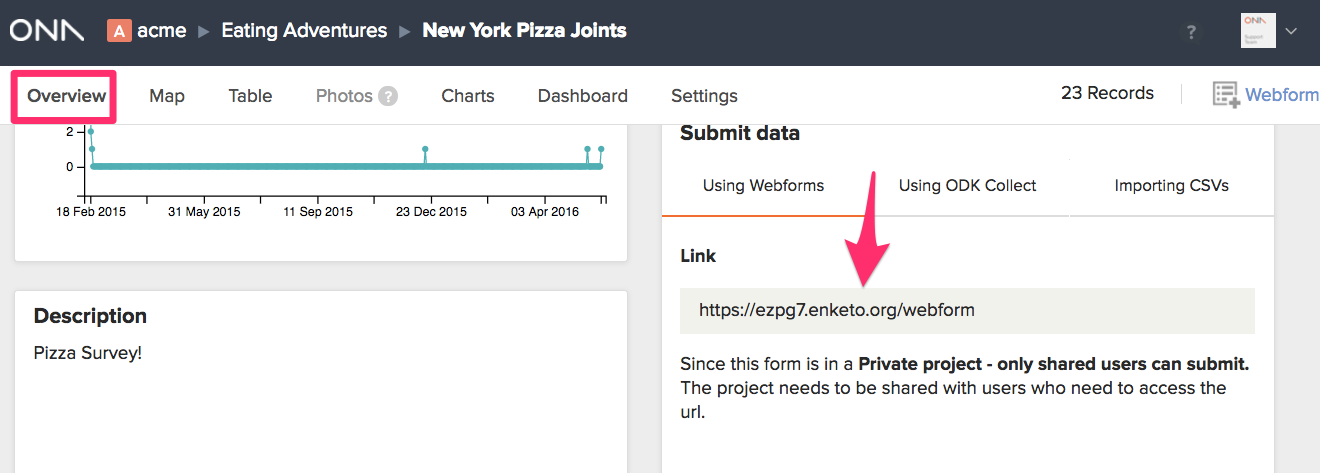 ONA A acme ▶ Eating Adventures ▶ New York Pizza Joints ?
ONA
Support
Team
Overview Map Table Photos ? Charts Dashboard Settings 23 Records Webform
2
0
18 Feb 2015 31 May 2015 11 Sep 2015 23 Dec 2015 03 Apr 2016
Description
Pizza Survey!
Submit data
Using Webforms Using ODK Collect Importing CSVs
Link
https://ezpg7.enketo.org/webform
Since this form is in a Private project - only shared users can submit.
The project needs to be shared with users who need to access the
url.